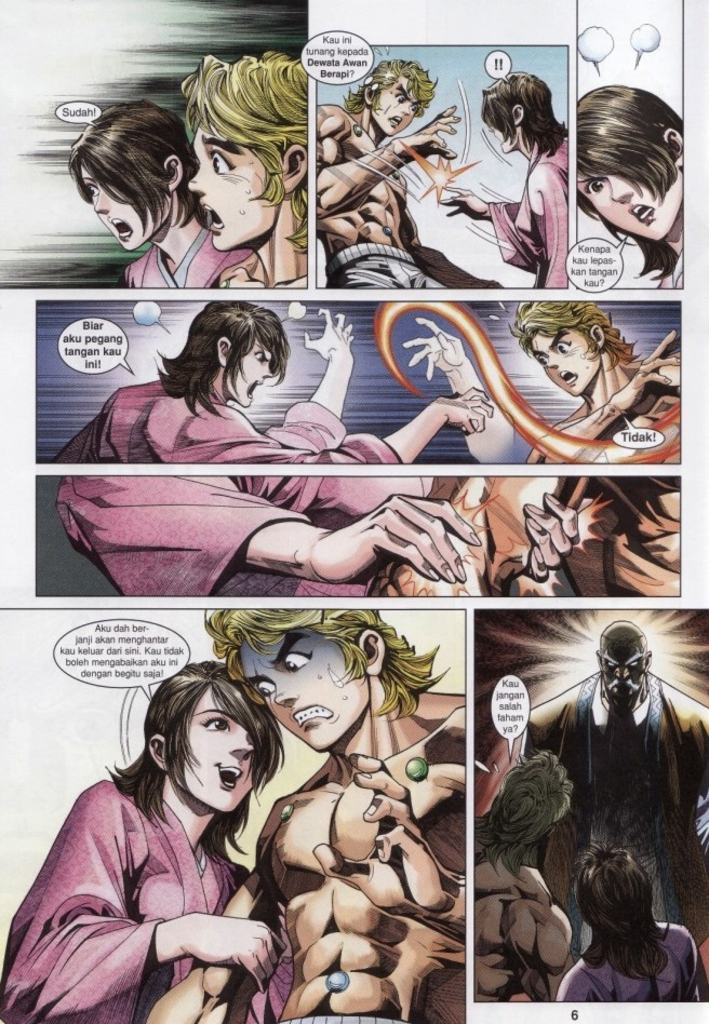 Sudah!
Kau ini
tunang kepada
Dewata Awan
Berapi?
!!
Kenapa
kau lepas-
kan tangan
kau?
Biar
aku pegang
tangan kau
ini!
Tidak!
Aku dah ber-
janji akan menghantar
kau keluar dari sini. Kau tidak
boleh mengabaikan aku ini
dengan begitu saja!
Kau
jangan
salah
faham
ya?
6